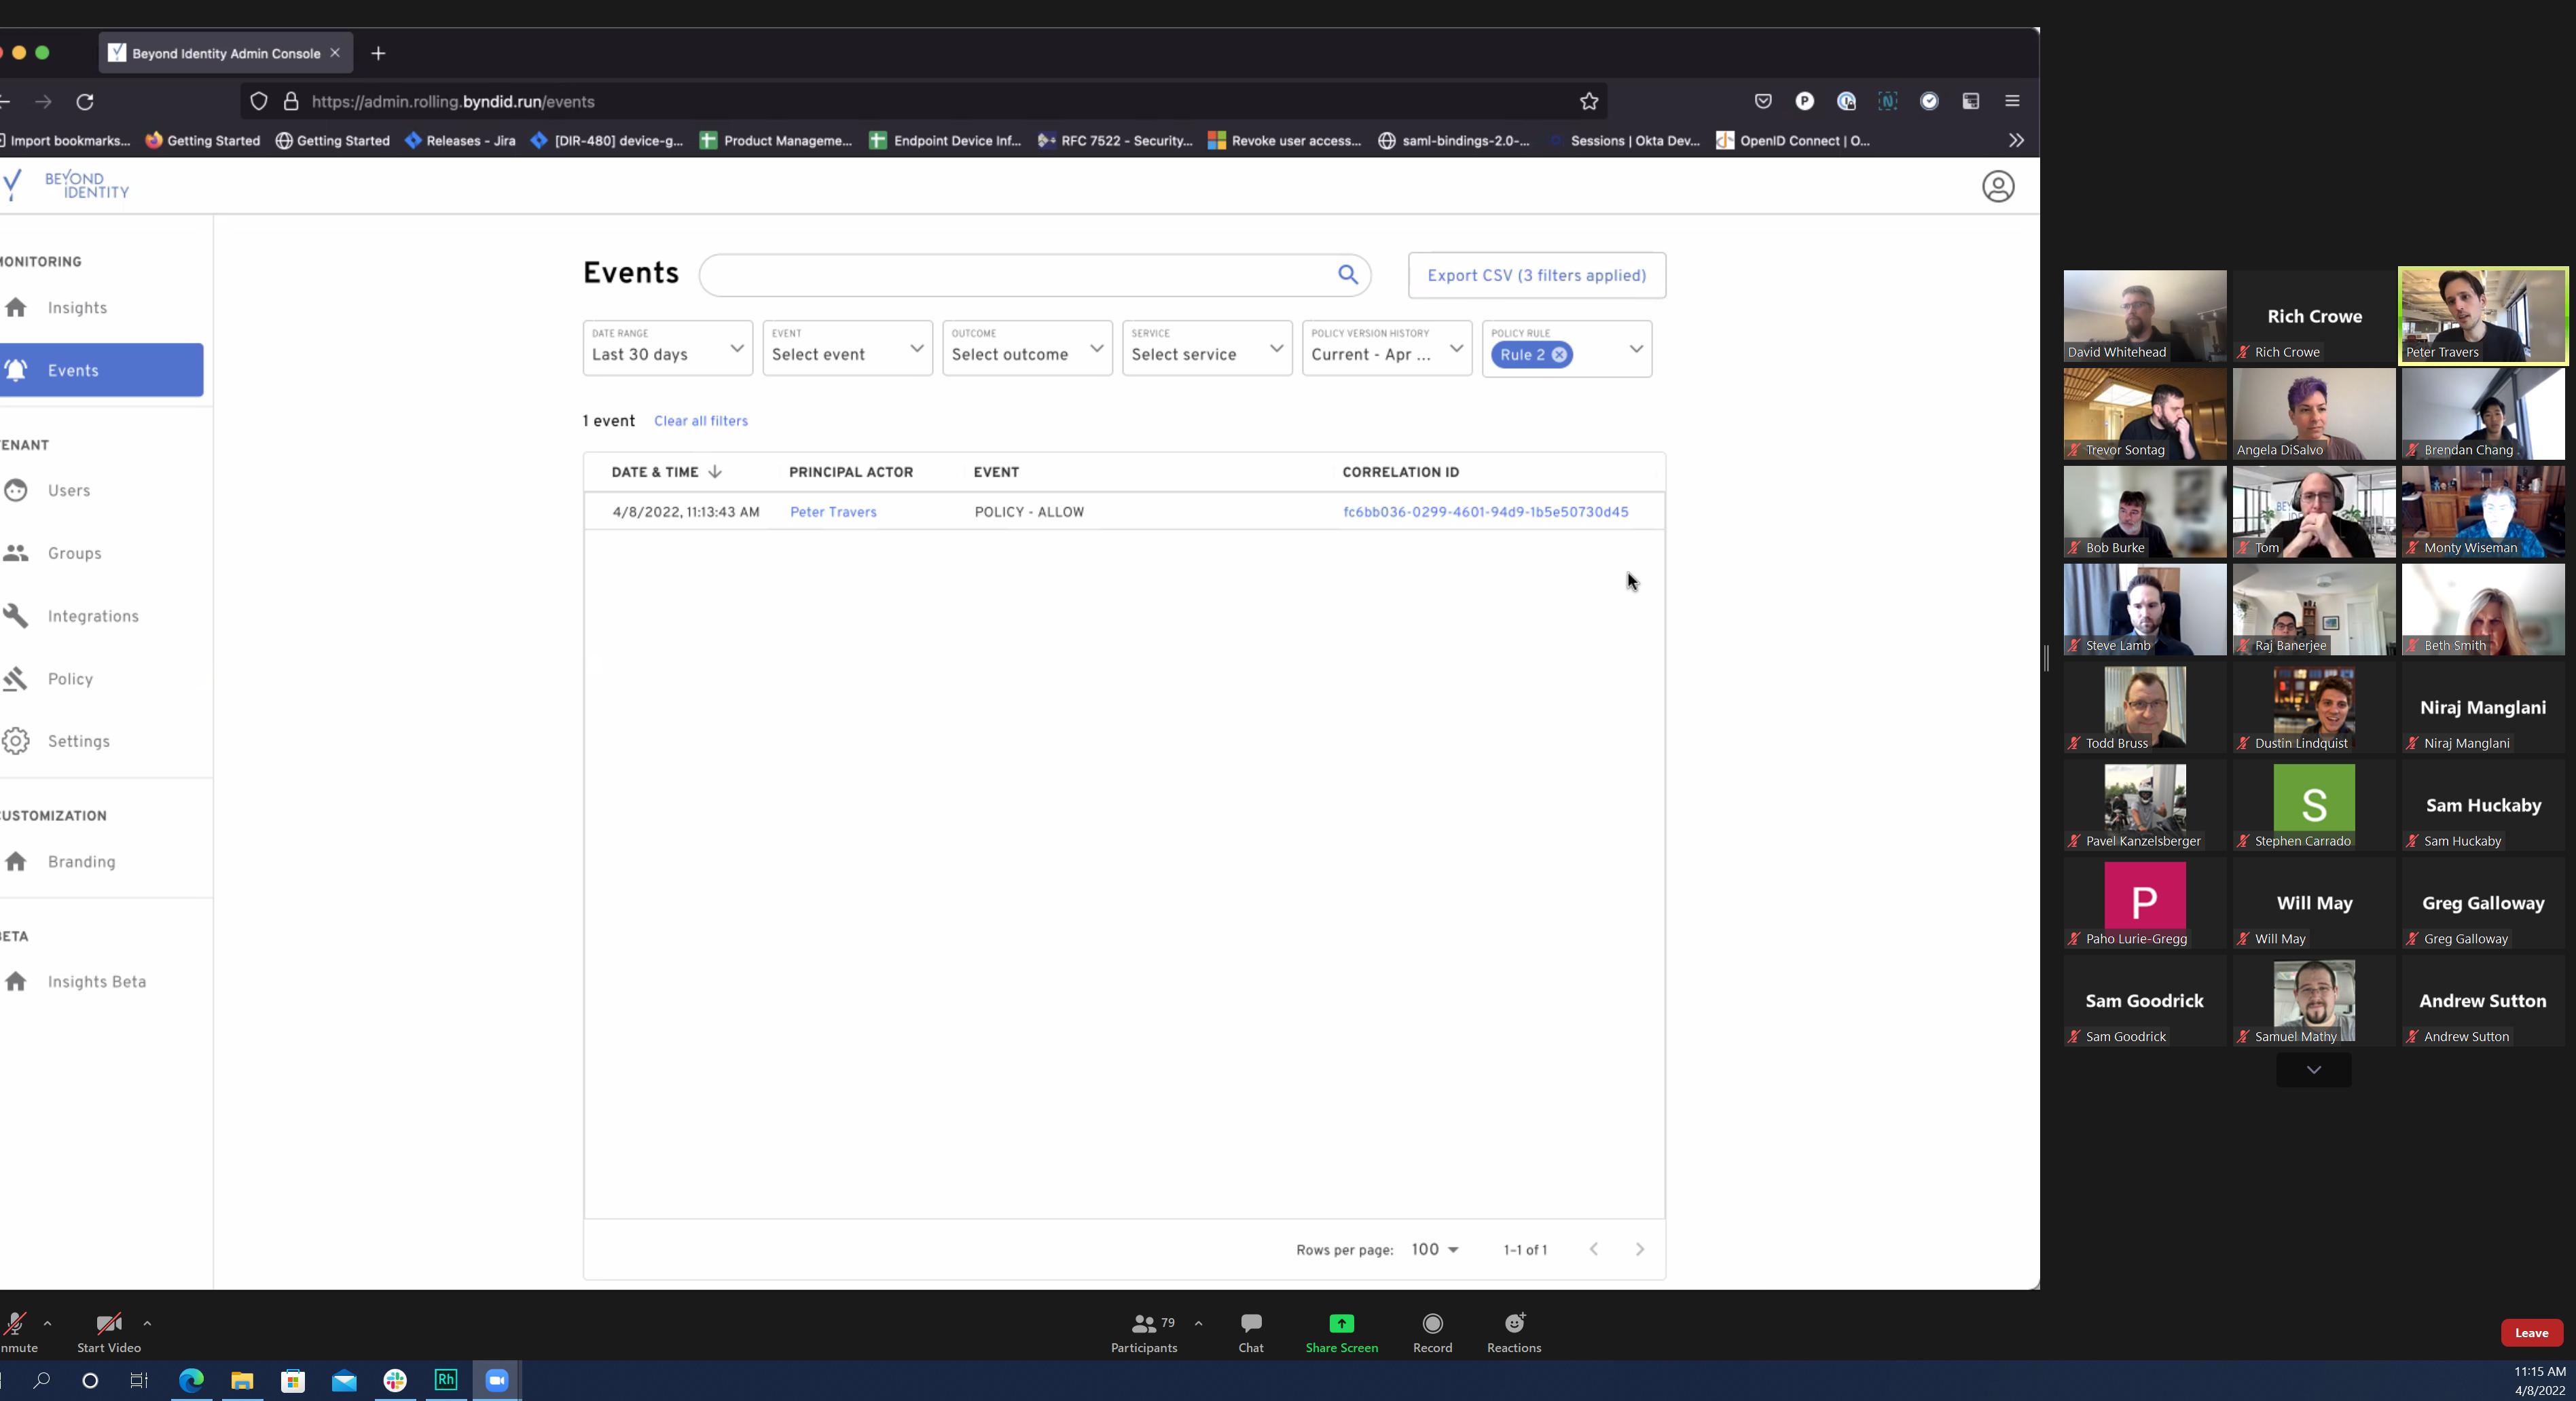 Beyond Identity Admin Console
https://admin.rolling.byndid.run/events
Import bookmarks...
Getting Started
Getting Started
Releases - Jira
[DIR-480] device-g...
Product Manageme...
Endpoint Device Inf...
RFC 7522 - Security...
Revoke user access...
saml-bindings-2.0-...
Sessions | Okta Dev...
OpenID Connect | O...
BEYOND
IDENTITY
MONITORING
Insights
Events
TENANT
Users
Groups
Integrations
Policy
Settings
CUSTOMIZATION
Branding
BETA
Insights Beta
Events
Export CSV (3 filters applied)
DATE RANGE
Last 30 days
EVENT
Select event
OUTCOME
Select outcome
SERVICE
Select service
POLICY VERSION HISTORY
Current - Apr ...
POLICY RULE
Rule 2
1 event Clear all filters
DATE & TIME PRINCIPAL ACTOR EVENT CORRELATION ID
4/8/2022, 11:13:43 AM Peter Travers POLICY - ALLOW fc6bb036-0299-4601-94d9-1b5e50730d45
Rows per page: 100 1-1 of 1
David Whitehead
Rich Crowe
Rich Crowe
Peter Travers
Trevor Sontag
Angela DiSalvo
Brendan Chang
Bob Burke
Tom
Monty Wiseman
Steve Lamb
Raj Banerjee
Beth Smith
Todd Bruss
Dustin Lindquist
Niraj Manglani
Niraj Manglani
Pavel Kanzelsberger
S
Stephen Carrado
Sam Huckaby
Sam Huckaby
P
Paho Lurie-Gregg
Will May
Will May
Greg Galloway
Greg Galloway
Sam Goodrick
Sam Goodrick
Samuel Mathy
Andrew Sutton
Andrew Sutton
nmute
Start Video
79
Participants
Chat
Share Screen
Record
Reactions
Leave
Rh
11:15 AM
4/8/2022